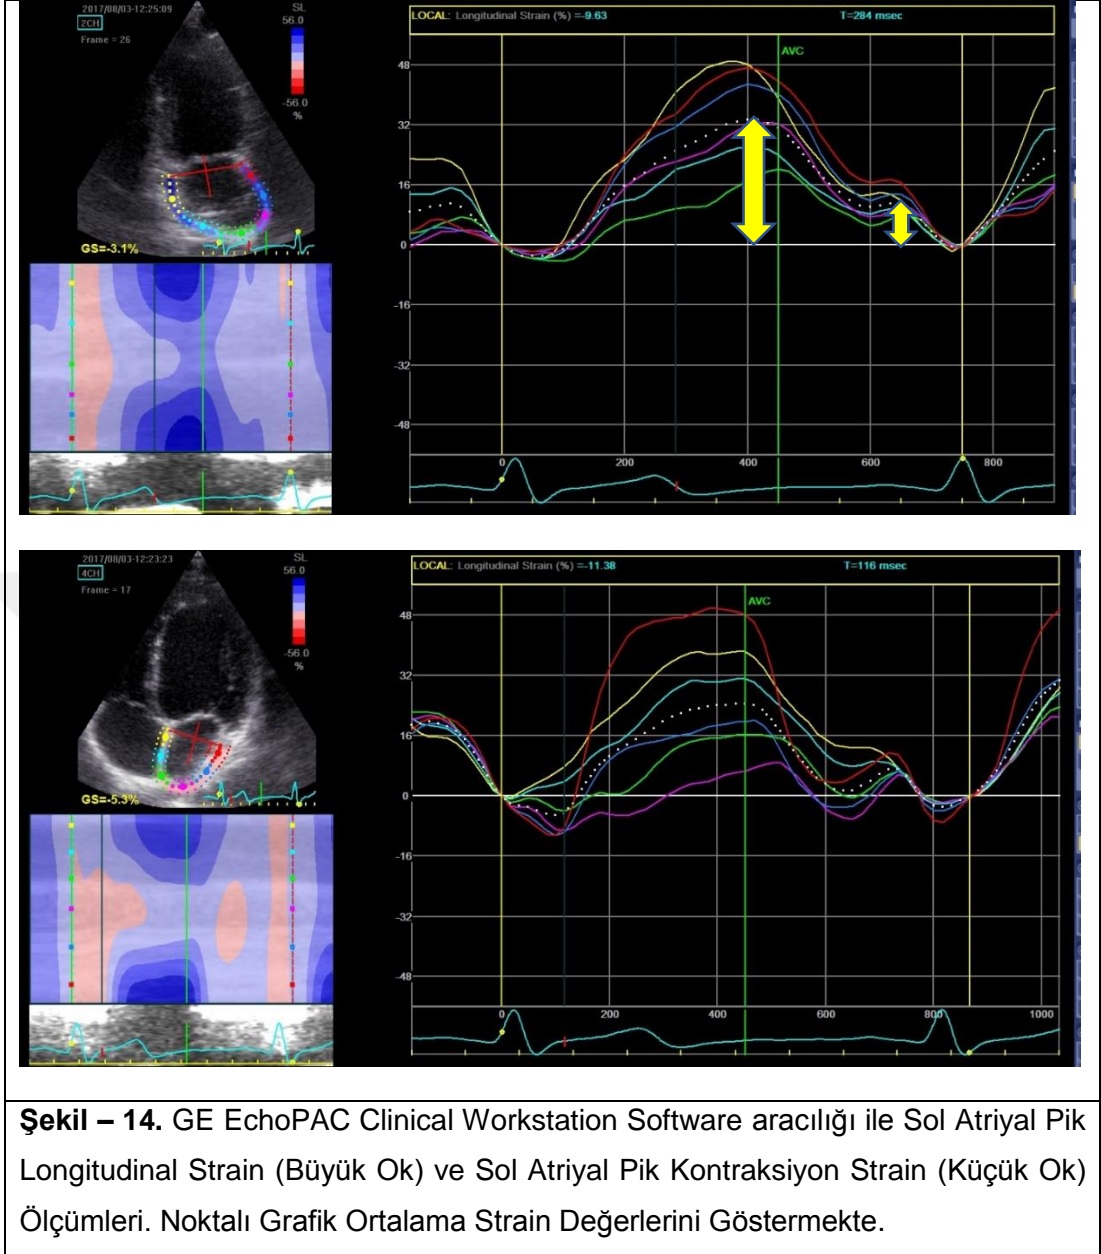 2017/08/03-12:25:09
2CH
Frame = 26
SL
56.0
-56.0
%
GS=-3.1%
LOCAL: Longitudinal Strain (%) =-9.63
T=284 msec
AVC
48
32
16
0
-16
-32
-48
0 200 400 600 800
2017/08/03-12:23:23
4CH
Frame = 17
SL
56.0
-56.0
%
GS=-5.3%
LOCAL: Longitudinal Strain (%) =-11.38
T=116 msec
AVC
48
32
16
0
-16
-32
-48
0 200 400 600 800 1000
Şekil – 14. GE EchoPAC Clinical Workstation Software aracılığı ile Sol Atriyal Pik
Longitudinal Strain (Büyük Ok) ve Sol Atriyal Pik Kontraksiyon Strain (Küçük Ok)
Ölçümleri. Noktalı Grafik Ortalama Strain Değerlerini Göstermekte.